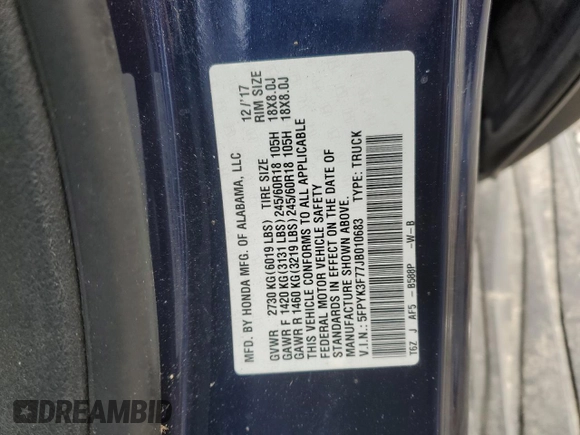 MFD. BY HONDA MFG. OF ALABAMA, LLC 12/'17
GVWR 2730 KG(6019 LBS) TIRE SIZE RIM SIZE
GAWR F 1420 KG(3131 LBS)245/60R18 105H 18X8.0J
GAWR R 1460 KG(3219 LBS)245/60R18 105H 18X8.0J
THIS VEHICLE CONFORMS TO ALL APPLICABLE
FEDERAL MOTOR VEHICLE SAFETY
STANDARDS IN EFFECT ON THE DATE OF
MANUFACTURE SHOWN ABOVE.
V.I.N.: 5FPYK3F77JB010683 TYPE: TRUCK
T6Z J AF5 - B588P -W-B
DREAMBID